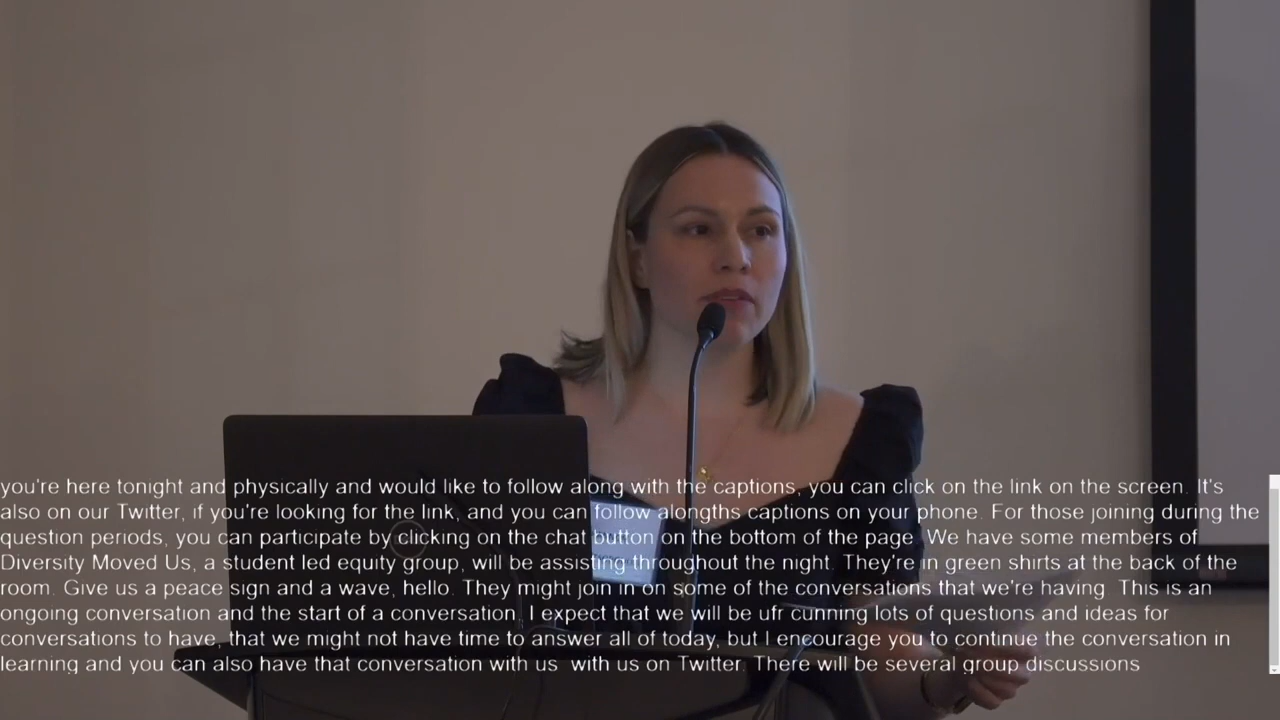 you're here tonight and physically and would like to follow along with the captions, you can click on the link on the screen. It's
also on our Twitter, if you're looking for the link, and you can follow alongths captions on your phone. For those joining during the
question periods, you can participate by clicking on the chat button on the bottom of the page. We have some members of
Diversity Moved Us, a student led equity group, will be assisting throughout the night. They're in green shirts at the back of the
room. Give us a peace sign and a wave, hello. They might join in on some of the conversations that we're having. This is an
ongoing conversation and the start of a conversation. I expect that we will be ufr cunning lots of questions and ideas for
conversations to have, that we might not have time to answer all of today, but I encourage you to continue the conversation in
learning and you can also have that conversation with us with us on Twitter. There will be several group discussions